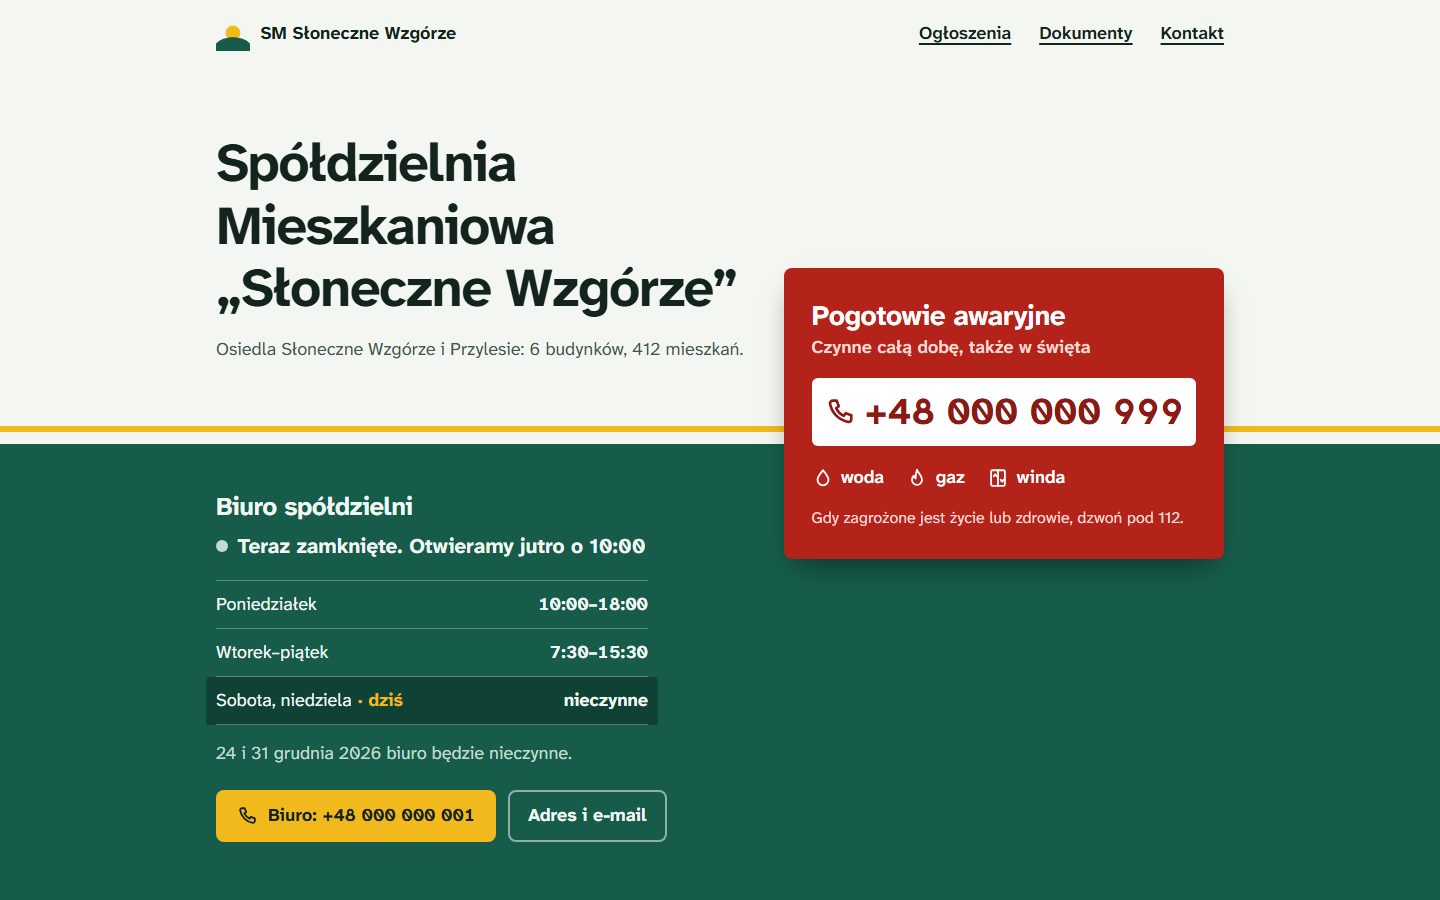 SM Słoneczne Wzgórze
Ogłoszenia
Dokumenty
Kontakt
Spółdzielnia
Mieszkaniowa
„Słoneczne Wzgórze”
Osiedla Słoneczne Wzgórze i Przylesie: 6 budynków, 412 mieszkań.
Pogotowie awaryjne
Czynne całą dobę, także w święta
+48 000 000 999
woda
gaz
winda
Gdy zagrożone jest życie lub zdrowie, dzwoń pod 112.
Biuro spółdzielni
Teraz zamknięte. Otwieramy jutro o 10:00
Poniedziałek 10:00–18:00
Wtorek–piątek 7:30–15:30
Sobota, niedziela · dziś nieczynne
24 i 31 grudnia 2026 biuro będzie nieczynne.
Biuro: +48 000 000 001
Adres i e-mail